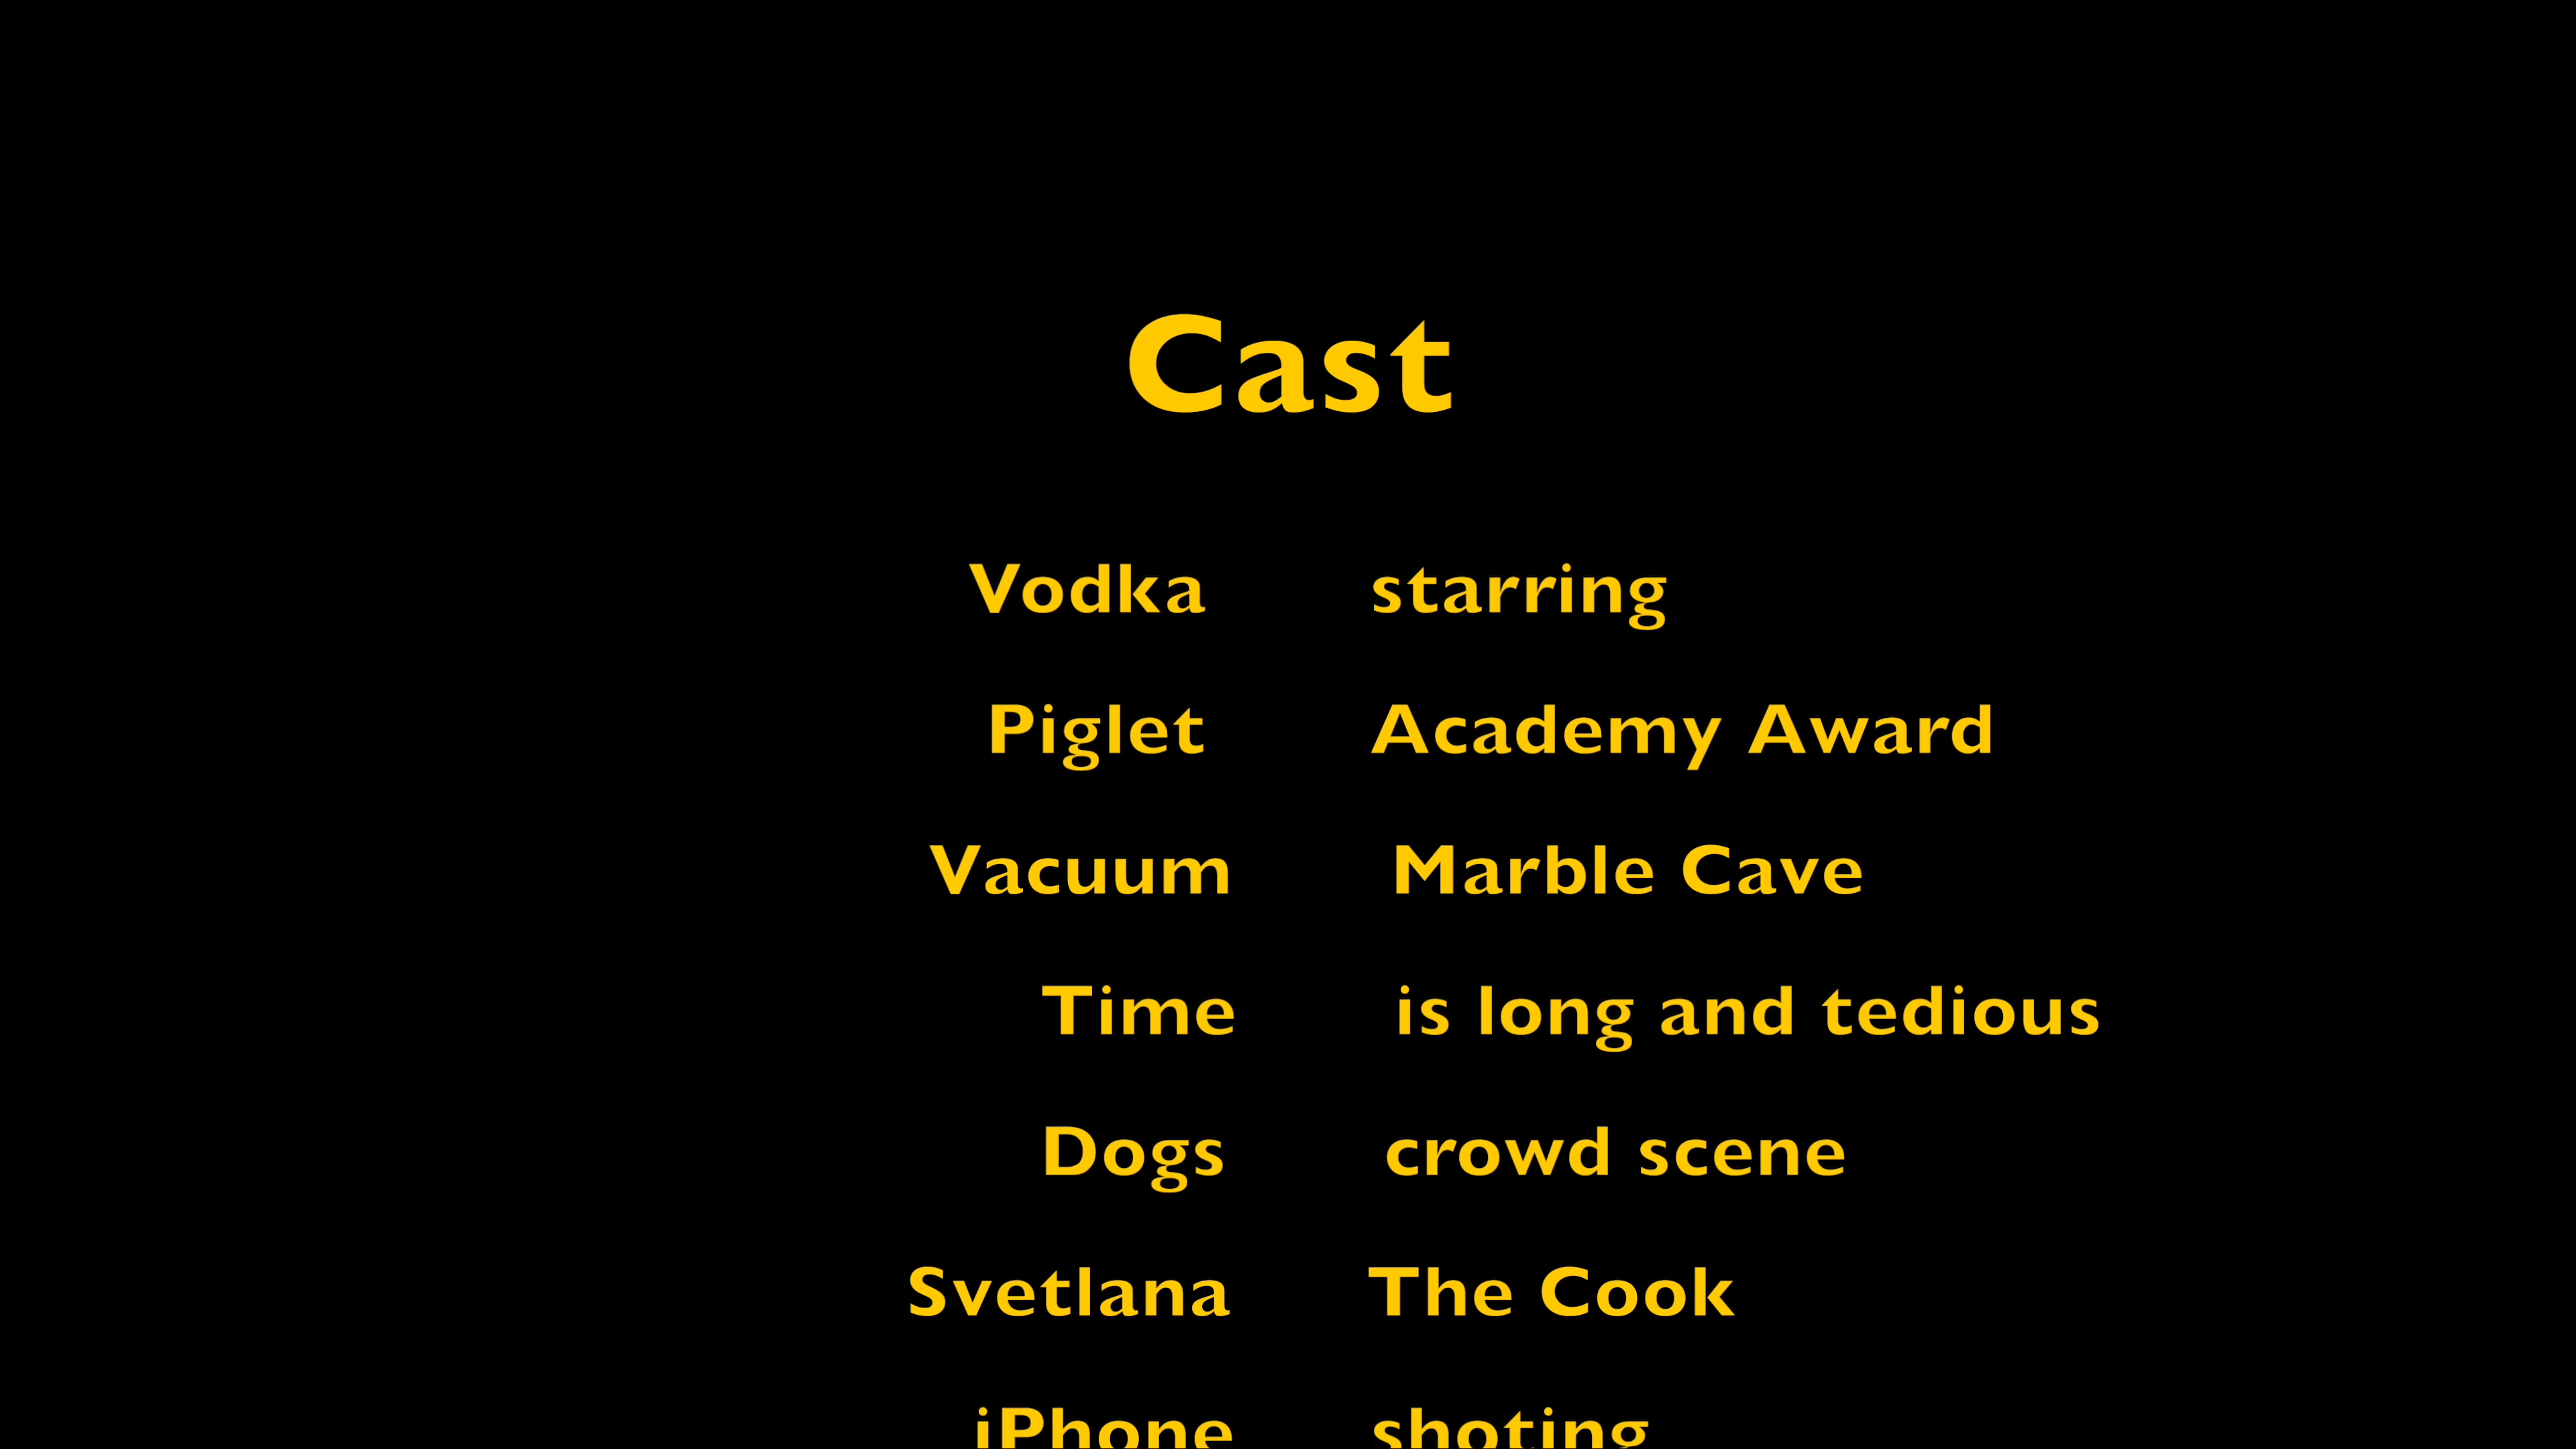 Cast
Vodka starring
Piglet Academy Award
Vacuum Marble Cave
Time is long and tedious
Dogs crowd scene
Svetlana The Cook
iPhone shoting